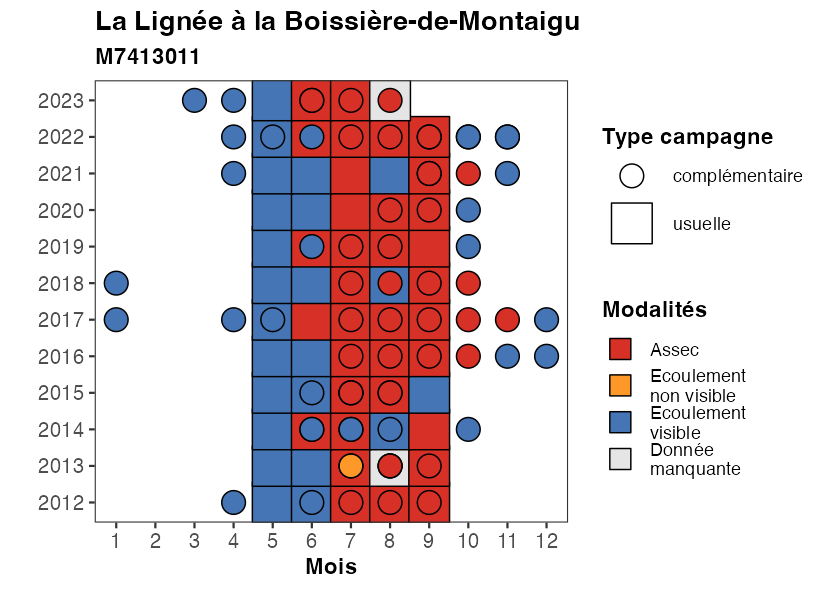 La Lignée à la Boissière-de-Montaigu
M7413011
2023
2022
2021
2020
2019
2018
2017
2016
2015
2014
2013
2012
1 2 3 4 5 6 7 8 9 10 11 12
Mois
Type campagne
complémentaire
usuelle
Modalités
Assec
Ecoulement
non visible
Ecoulement
visible
Donnée
manquante